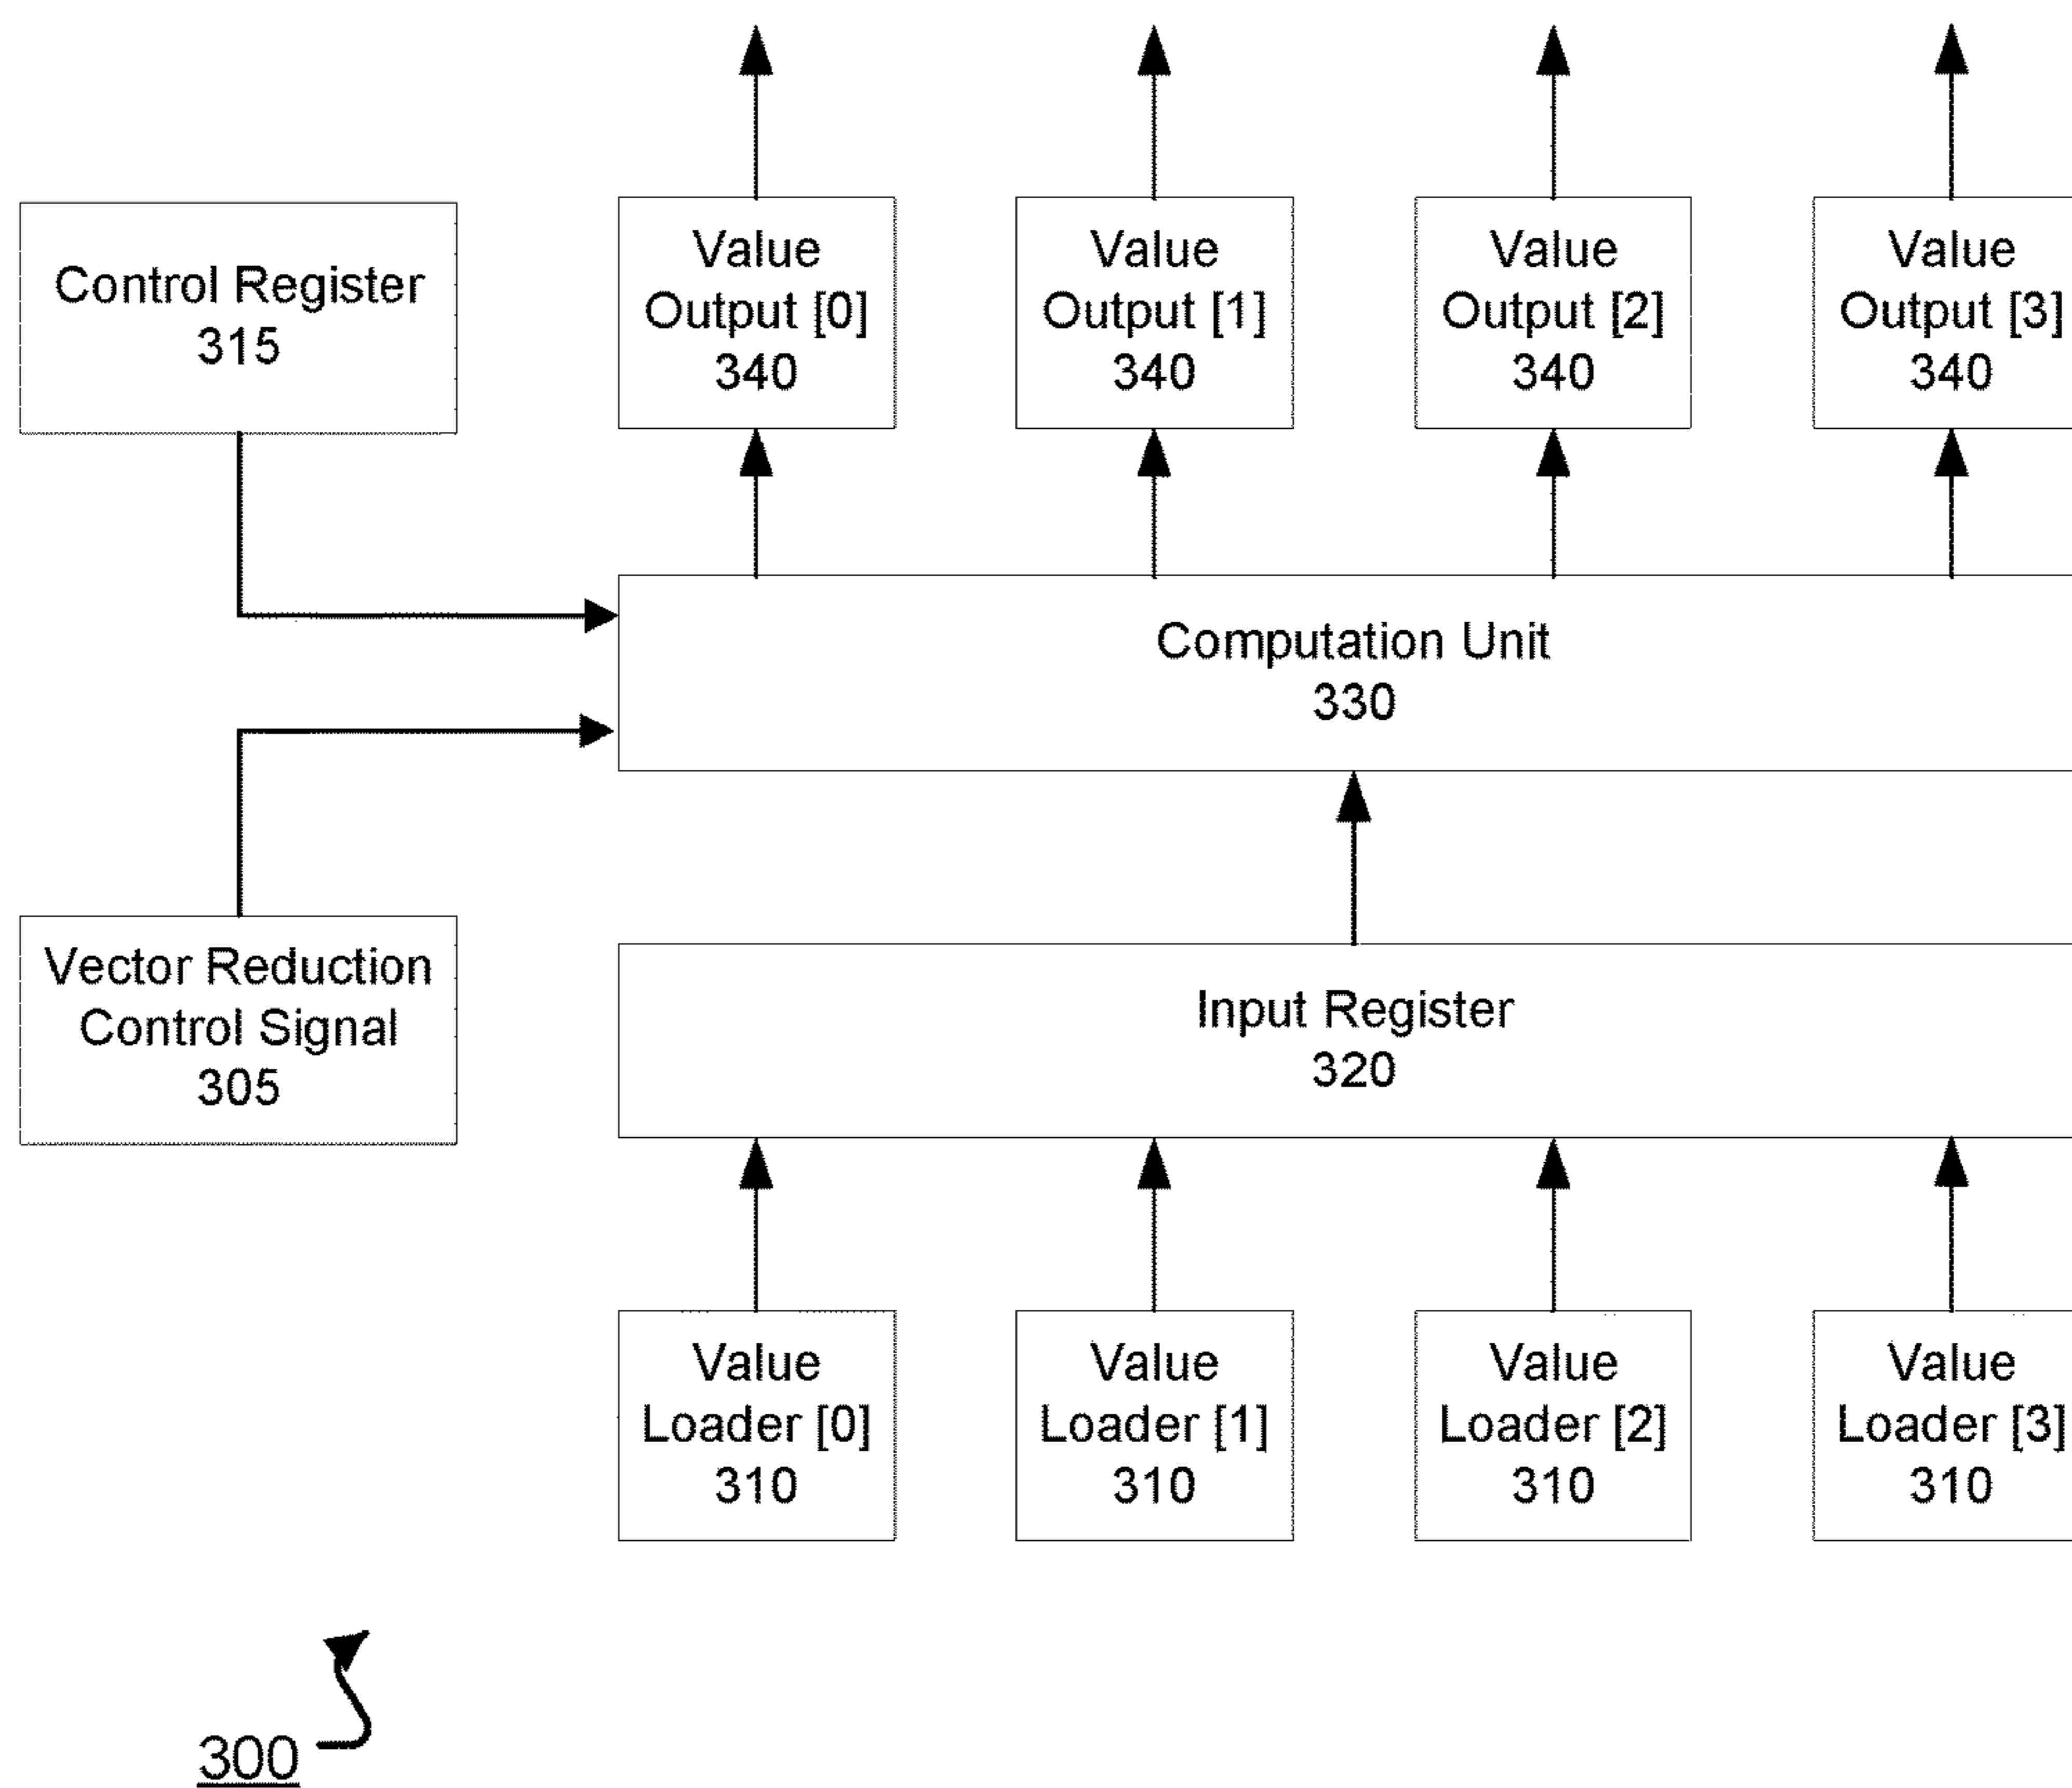 Control Register
315
Value
Output [0]
340
Value
Output [1]
340
Value
Output [2]
340
Value
Output [3]
340
Computation Unit
330
Vector Reduction
Control Signal
305
Input Register
320
Value
Loader [0]
310
Value
Loader [1]
310
Value
Loader [2]
310
Value
Loader [3]
310
300